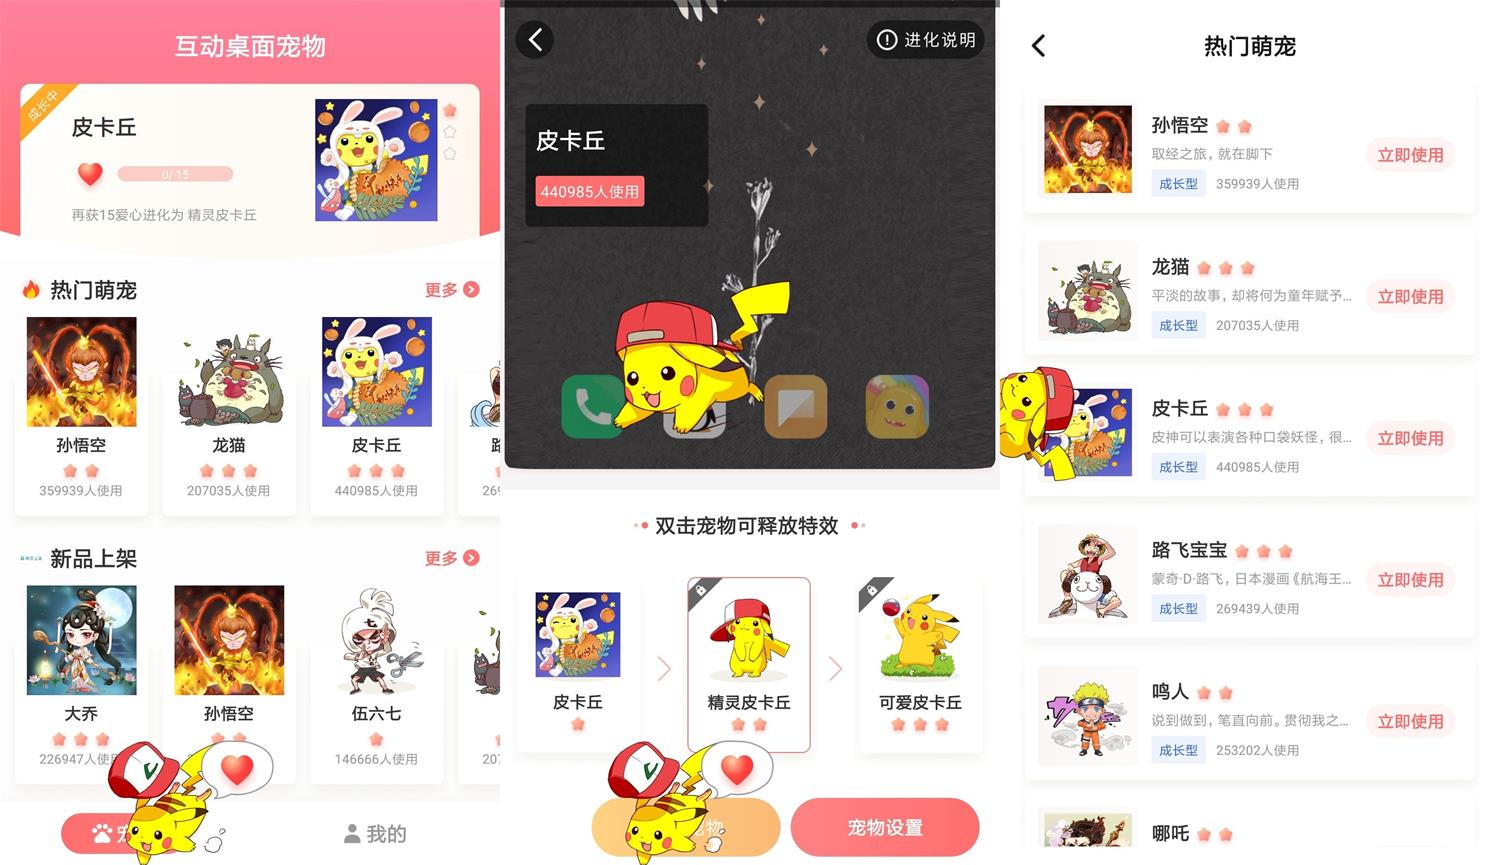 互动桌面宠物
成长中
皮卡丘
0/15
再获15爱心进化为 精灵皮卡丘
热门萌宠
更多
孙悟空
359939人使用
龙猫
207035人使用
皮卡丘
440985人使用
269
新品上架
更多
大乔
226947人使
孙悟空
伍六七
146666人使用
207
我的
进化说明
皮卡丘
440985人使用
双击宠物可释放特效
皮卡丘
精灵皮卡丘
可爱皮卡丘
宠物
宠物设置
热门萌宠
孙悟空
取经之旅，就在脚下
成长型
359939人使用
立即使用
龙猫
平淡的故事，却将何为童年赋予...
成长型
207035人使用
立即使用
皮卡丘
皮神可以表演各种口袋妖怪，很...
成长型
440985人使用
立即使用
路飞宝宝
蒙奇·D·路飞，日本漫画《航海王...
成长型
269439人使用
立即使用
鸣人
说到做到，笔直向前。贯彻我之...
成长型
253202人使用
立即使用
哪吒